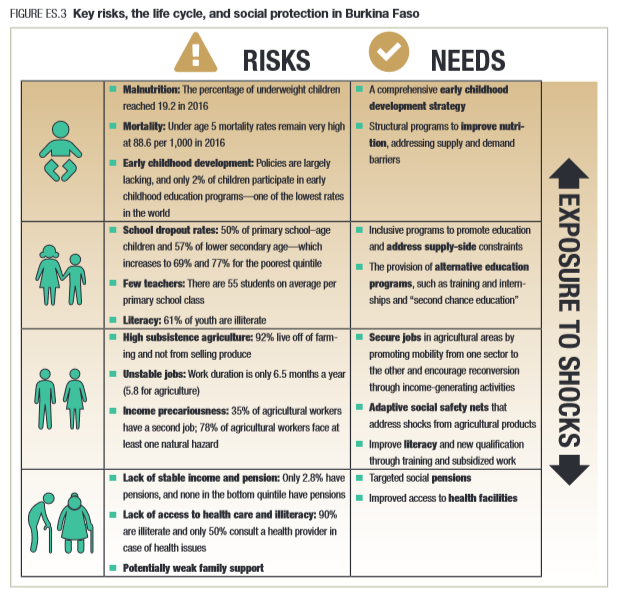 FIGURE ES.3 Key risks, the life cycle, and social protection in Burkina Faso
RISKS
NEEDS
Malnutrition: The percentage of underweight children
reached 19.2 in 2016
Mortality: Under age 5 mortality rates remain very high
at 88.6 per 1,000 in 2016
Early childhood development: Policies are largely
lacking, and only 2% of children participate in early
childhood education programs—one of the lowest rates
in the world
A comprehensive early childhood
development strategy
Structural programs to improve nutri-
tion, addressing supply and demand
barriers
School dropout rates: 50% of primary school–age
children and 57% of lower secondary age—which
increases to 69% and 77% for the poorest quintile
Few teachers: There are 55 students on average per
primary school class
Literacy: 61% of youth are illiterate
Inclusive programs to promote education
and address supply-side constraints
The provision of alternative education
programs, such as training and intern-
ships and “second chance education”
High subsistence agriculture: 92% live off of farm-
ing and not from selling produce
Unstable jobs: Work duration is only 6.5 months a year
(5.8 for agriculture)
Income precariousness: 35% of agricultural workers
have a second job; 78% of agricultural workers face at
least one natural hazard
Secure jobs in agricultural areas by
promoting mobility from one sector to
the other and encourage reconversion
through income-generating activities
Adaptive social safety nets that
address shocks from agricultural products
Improve literacy and new qualification
through training and subsidized work
Lack of stable income and pension: Only 2.8% have
pensions, and none in the bottom quintile have pensions
Lack of access to health care and illiteracy: 90%
are illiterate and only 50% consult a health provider in
case of health issues
Potentially weak family support
Targeted social pensions
Improved access to health facilities
EXPOSURE TO SHOCKS